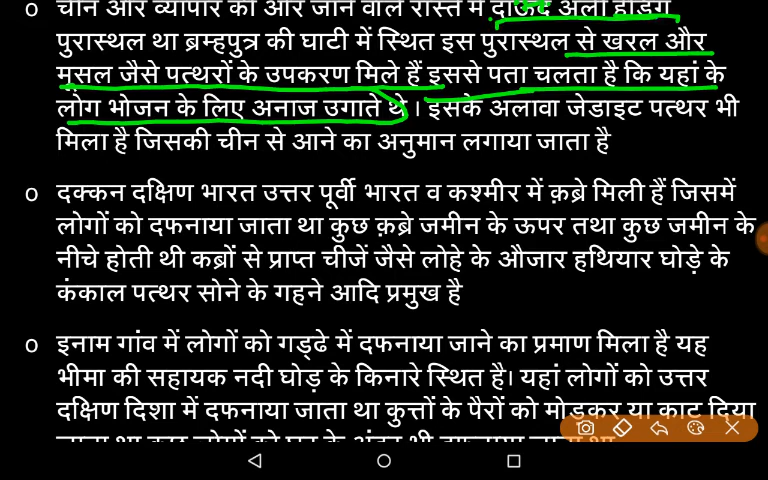 o चीन और व्यापार की ओर जाने वाले रास्ते में दाऊद अली हाडिंग
पुरास्थल था ब्रम्हपुत्र की घाटी में स्थित इस पुरास्थल से खरल और
मूसल जैसे पत्थरों के उपकरण मिले हैं इससे पता चलता है कि यहां के
लोग भोजन के लिए अनाज उगाते थे । इसके अलावा जेडाइट पत्थर भी
मिला है जिसकी चीन से आने का अनुमान लगाया जाता है
o दक्कन दक्षिण भारत उत्तर पूर्वी भारत व कश्मीर में क़ब्रे मिली हैं जिसमें
लोगों को दफनाया जाता था कुछ क़ब्रे जमीन के ऊपर तथा कुछ जमीन के
नीचे होती थी कब्रों से प्राप्त चीजें जैसे लोहे के औजार हथियार घोड़े के
कंकाल पत्थर सोने के गहने आदि प्रमुख है
o इनाम गांव में लोगों को गड्ढे में दफनाया जाने का प्रमाण मिला है यह
भीमा की सहायक नदी घोड़ के किनारे स्थित है। यहां लोगों को उत्तर
दक्षिण दिशा में दफनाया जाता था कुत्तों के पैरों को मोड़कर या काट दिया